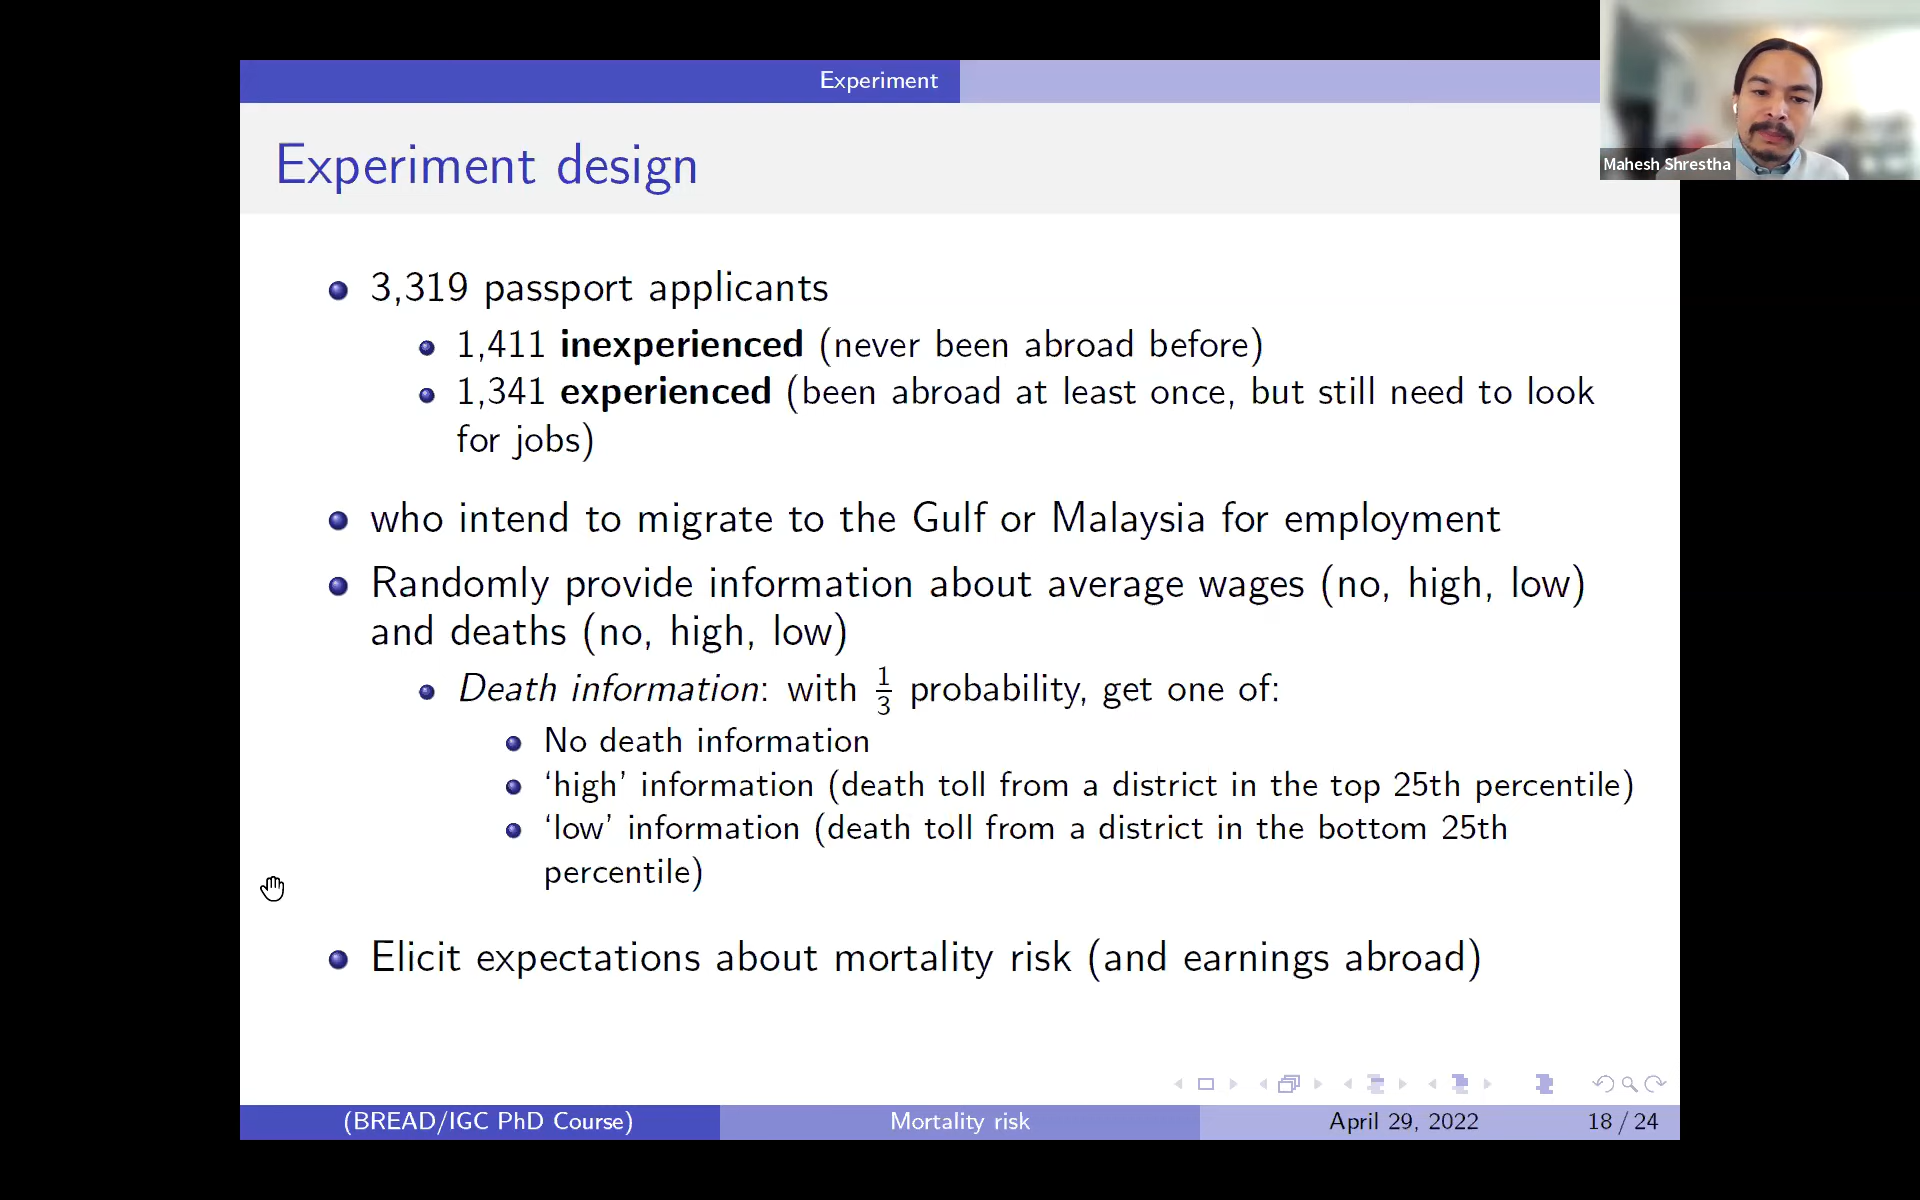 Experiment
Mahesh Shrestha
Experiment design
3,319 passport applicants
1,411 inexperienced (never been abroad before)
1,341 experienced (been abroad at least once, but still need to look
for jobs)
who intend to migrate to the Gulf or Malaysia for employment
Randomly provide information about average wages (no, high, low)
and deaths (no, high, low)
Death information: with 1/3 probability, get one of:
No death information
‘high’ information (death toll from a district in the top 25th percentile)
‘low’ information (death toll from a district in the bottom 25th
percentile)
Elicit expectations about mortality risk (and earnings abroad)
(BREAD/IGC PhD Course) Mortality risk April 29, 2022 18 / 24